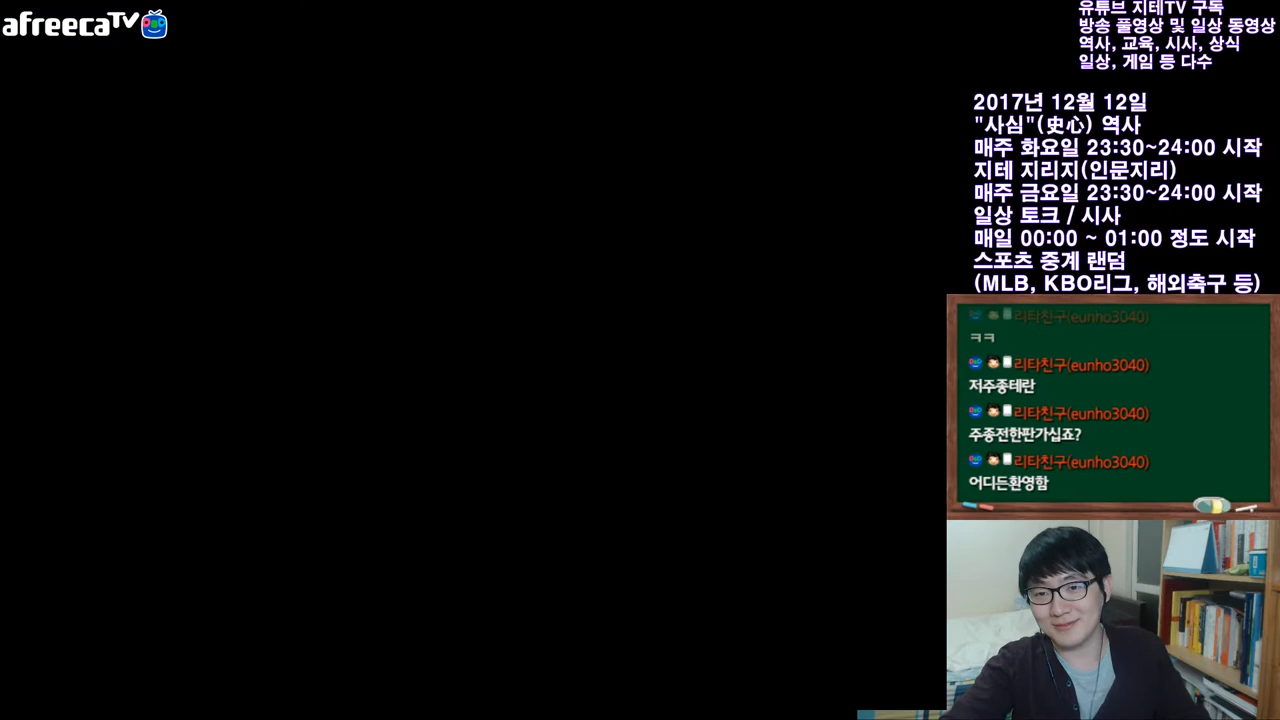 afreecaTV
유튜브 지테TV 구독
방송 풀영상 및 일상 동영상
역사, 교육, 시사, 상식
일상, 게임 등 다수
2017년 12월 12일
"사심"(史心) 역사
매주 화요일 23:30~24:00 시작
지테 지리지(인문지리)
매주 금요일 23:30~24:00 시작
일상 토크 / 시사
매일 00:00 ~ 01:00 정도 시작
스포츠 중계 랜덤
(MLB, KBO리그, 해외축구 등)
리타친구(eunho3040)
ㅋㅋ
리타친구(eunho3040)
저주종테란
리타친구(eunho3040)
주종전한판가십죠?
리타친구(eunho3040)
어디든환영함